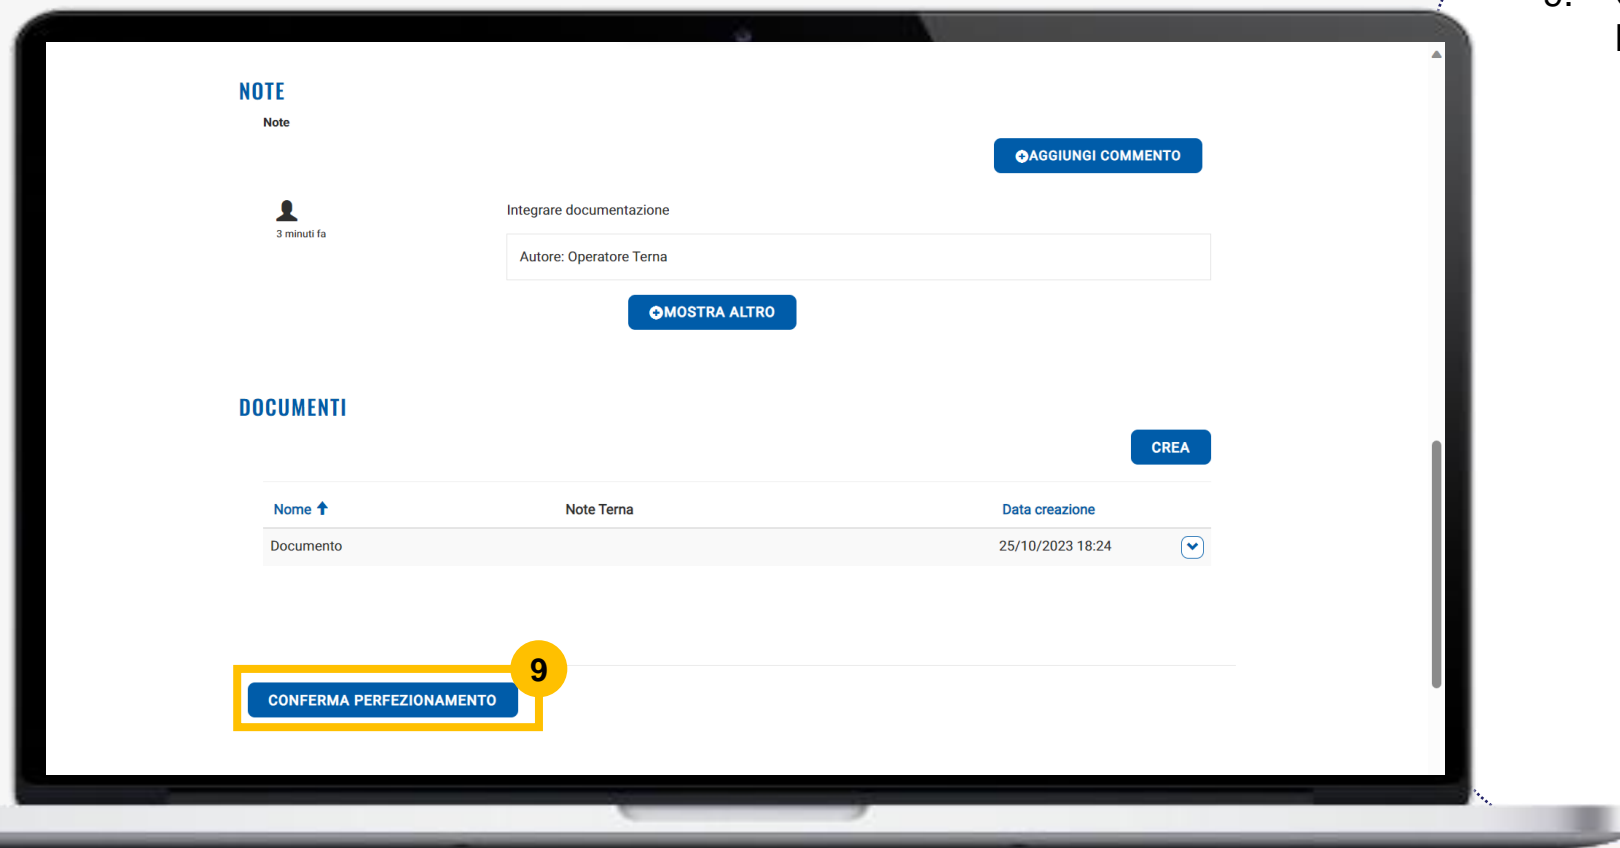 NOTE
Note
AGGIUNGI COMMENTO
Integrare documentazione
3 minuti fa
Autore: Operatore Terna
MOSTRA ALTRO
DOCUMENTI
CREA
Nome Note Terna Data creazione
Documento 25/10/2023 18:24
9
CONFERMA PERFEZIONAMENTO